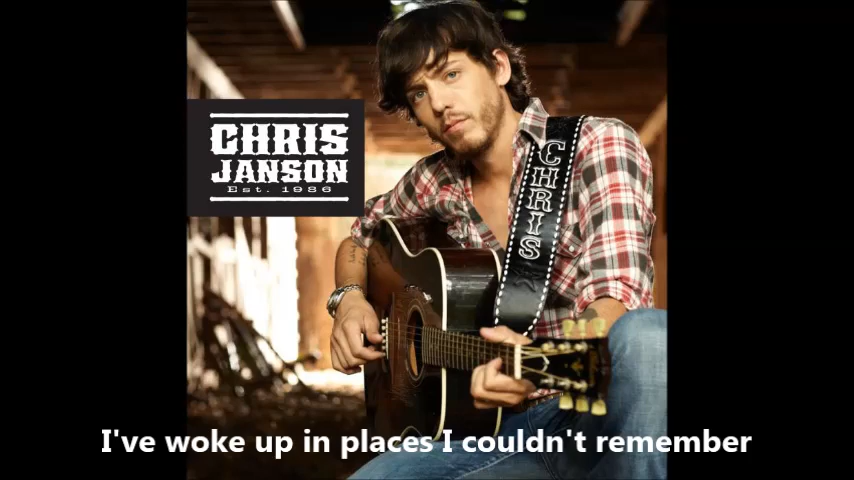 CHRIS
JANSON
Est. 1986
CHRIS
I've woke up in places I couldn't remember